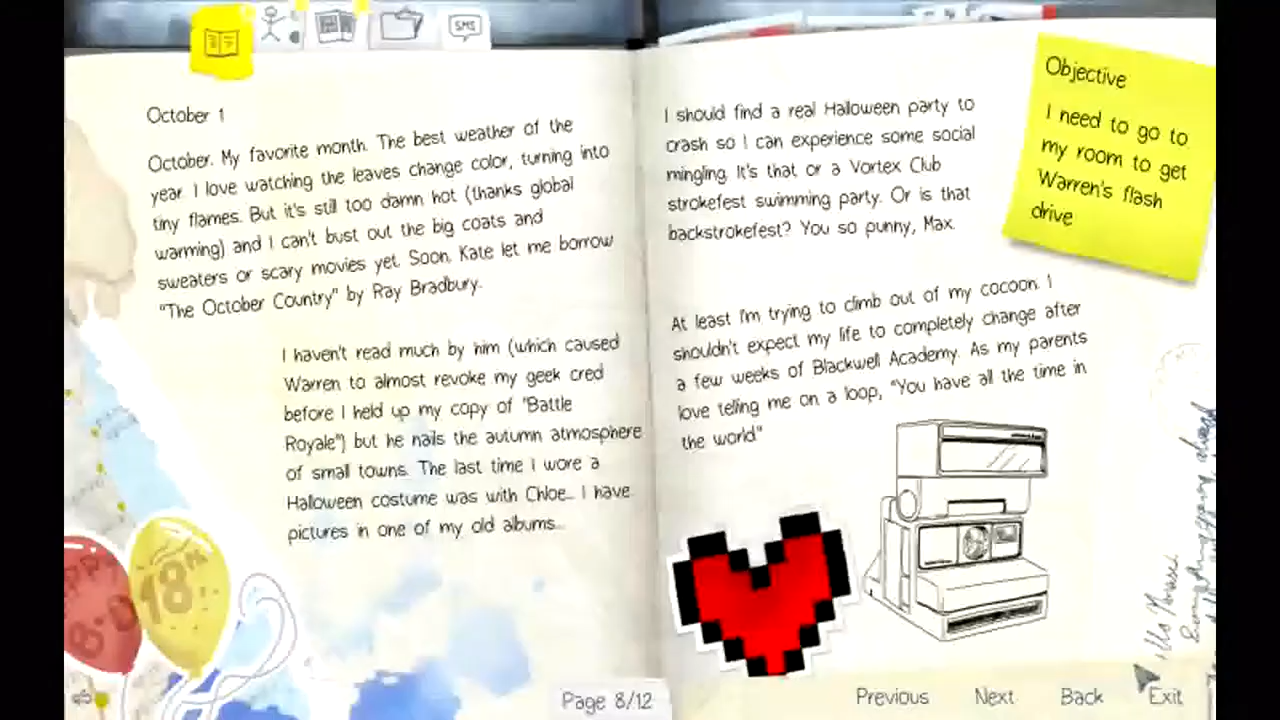 SMS
October 1
October. My favorite month. The best weather of the
year. I love watching the leaves change color, turning into
tiny flames. But it's still too damn hot (thanks global
warming) and I can't bust out the big coats and
sweaters or scary movies yet. Soon. Kate let me borrow
"The October Country" by Ray Bradbury.
I haven't read much by him (which caused
Warren to almost revoke my geek cred
before I held up my copy of "Battle
Royale") but he nails the autumn atmosphere
of small towns. The last time I wore a
Halloween costume was with Chloe... I have
pictures in one of my old albums...
18th
I should find a real Halloween party to
crash so I can experience some social
mingling. It's that or a Vortex Club
strokefest swimming party. Or is that
backstrokefest? You so punny, Max.
At least I'm trying to climb out of my cocoon. I
shouldn't expect my life to completely change after
a few weeks of Blackwell Academy. As my parents
love telling me on a loop, "You have all the time in
the world"
Objective
I need to go to
my room to get
Warren's flash
drive
Page 8/12
Previous Next Back Exit